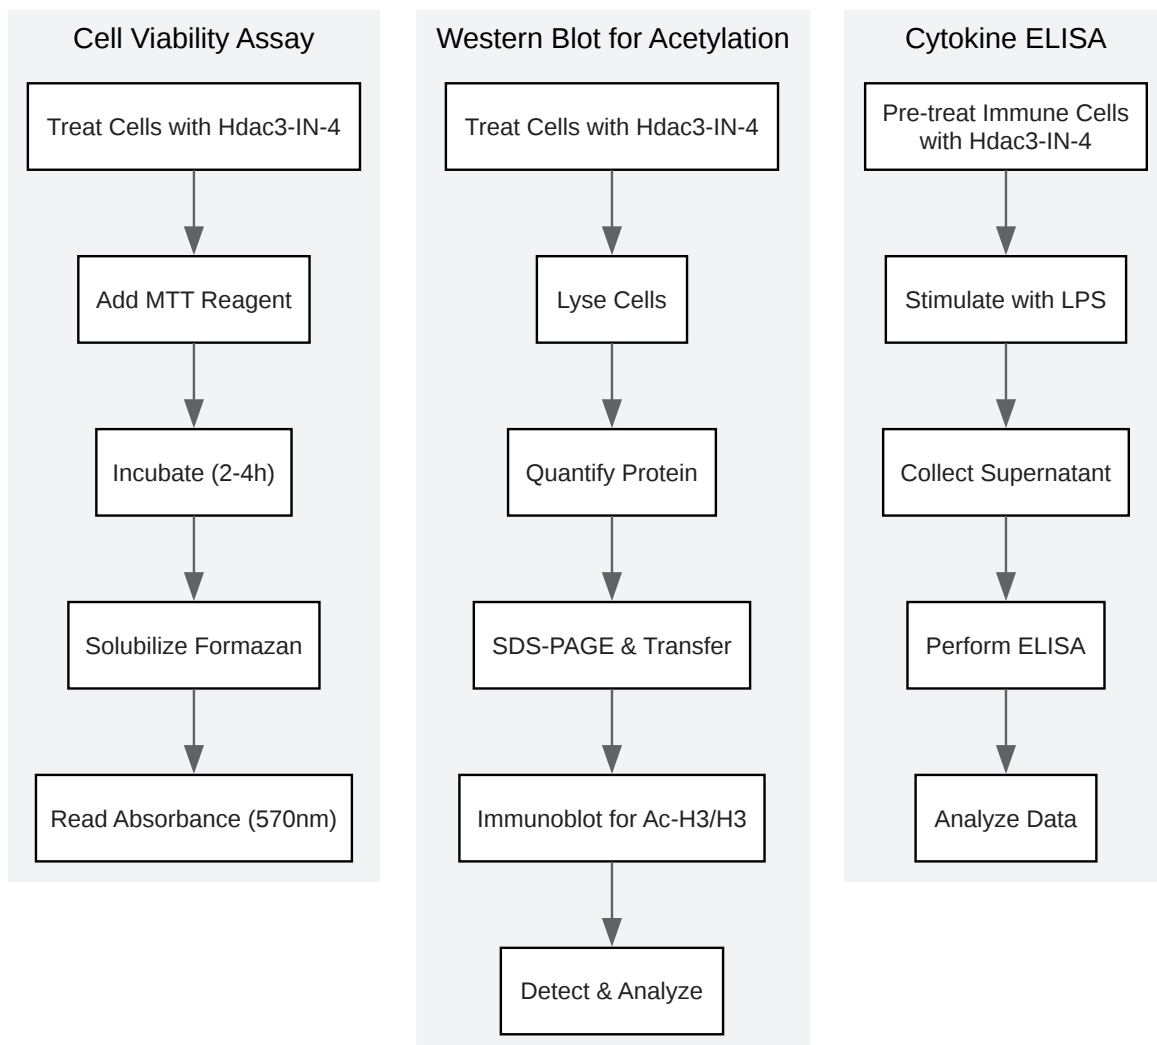 Cell Viability Assay
Treat Cells with Hdac3-IN-4
Add MTT Reagent
Incubate (2-4h)
Solubilize Formazan
Read Absorbance (570nm)
Western Blot for Acetylation
Treat Cells with Hdac3-IN-4
Lyse Cells
Quantify Protein
SDS-PAGE & Transfer
Immunoblot for Ac-H3/H3
Detect & Analyze
Cytokine ELISA
Pre-treat Immune Cells
with Hdac3-IN-4
Stimulate with LPS
Collect Supernatant
Perform ELISA
Analyze Data